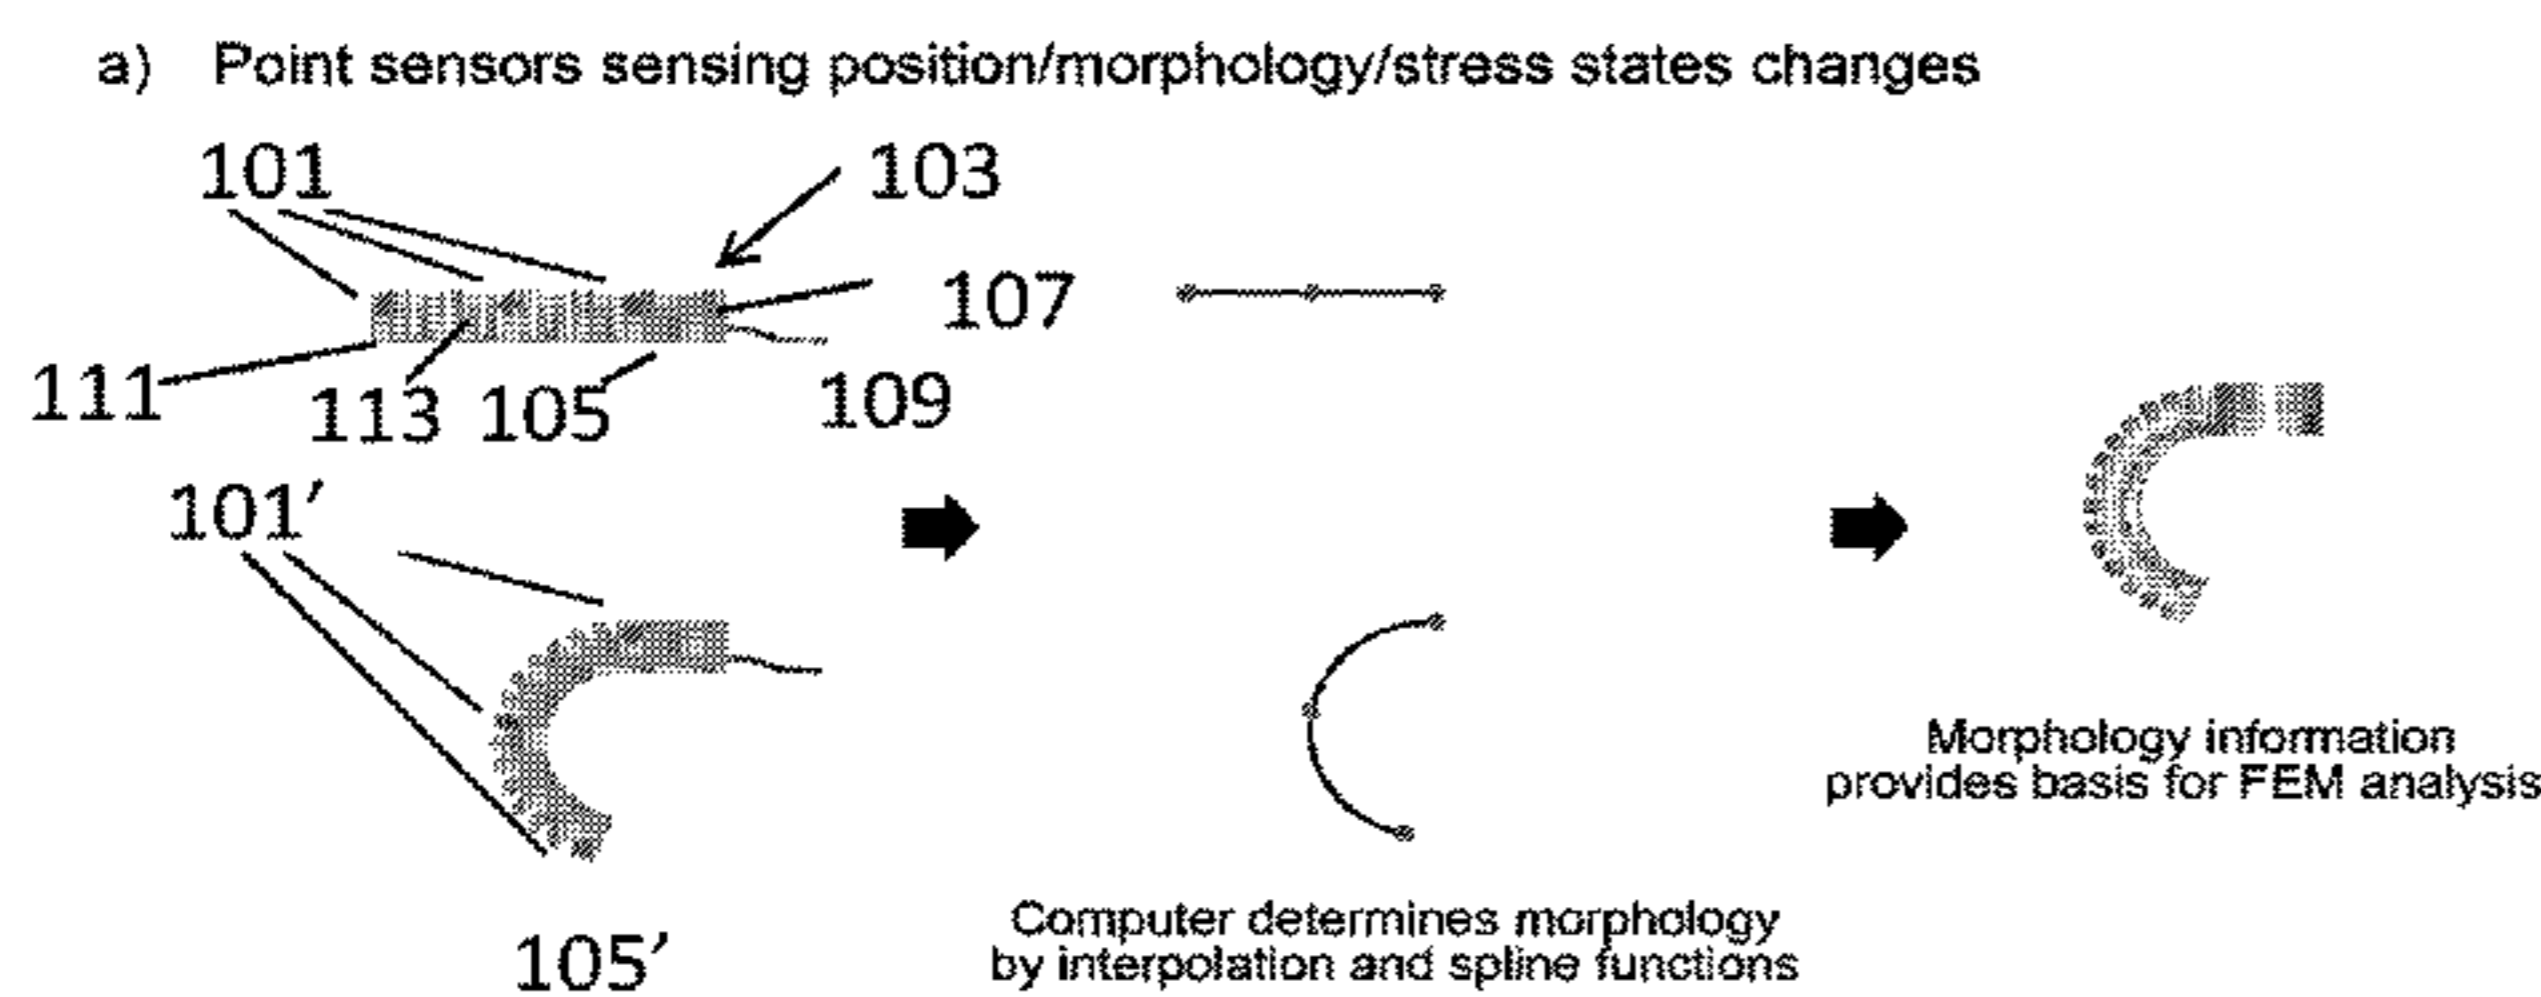 a) Point sensors sensing position/morphology/stress states changes
101
103
107
111
113
105
109
101′
105′
Computer determines morphology
by interpolation and spline functions
Morphology information
provides basis for FEM analysis